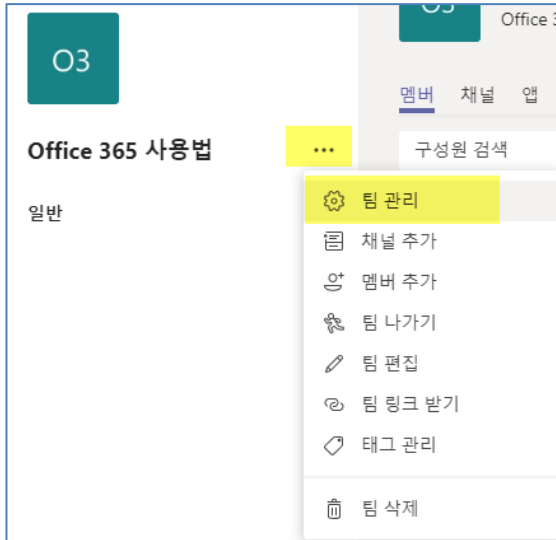 O3
Office 365 사용법
...
일반
O3
Office 3
멤버 채널 앱
구성원 검색
팀 관리
채널 추가
멤버 추가
팀 나가기
팀 편집
팀 링크 받기
태그 관리
팀 삭제